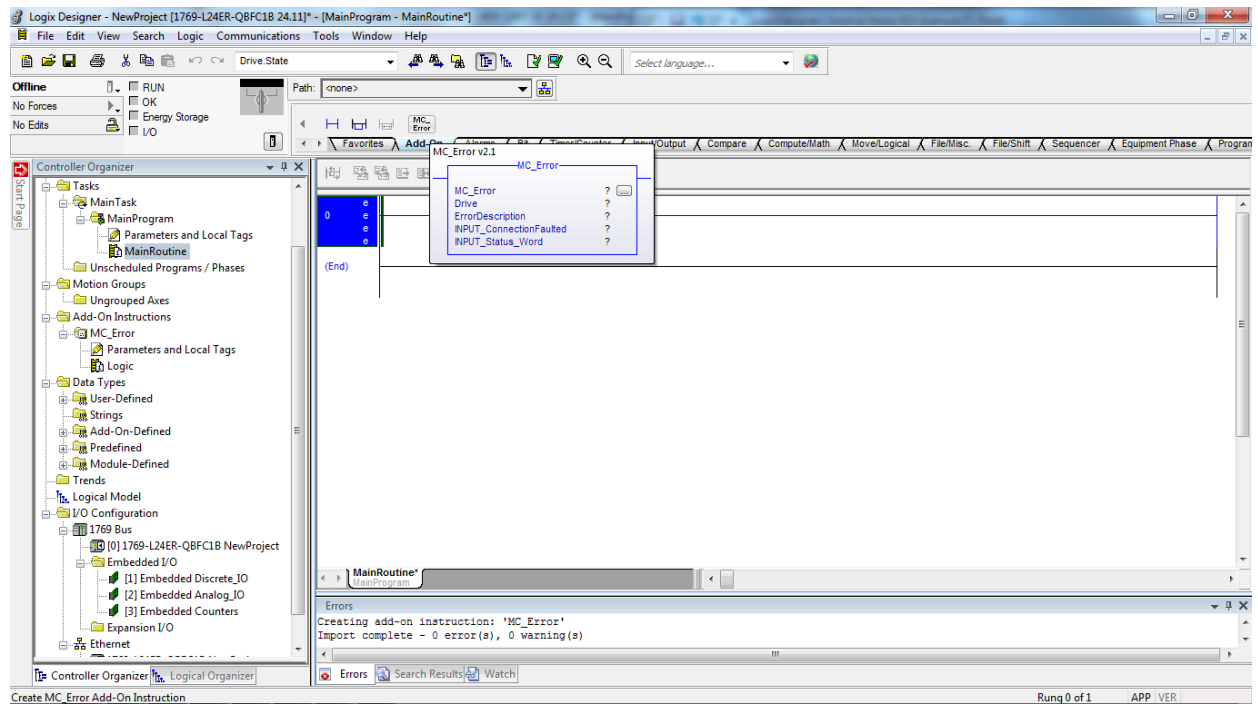 Logix Designer - NewProject [1769-L24ER-QBFC1B 24.11]* - [MainProgram - MainRoutine*]
File Edit View Search Logic Communications Tools Window Help
Drive.State
Select language...
Offline
RUN
Path: <none>
No Forces
OK
Energy Storage
No Edits
I/O
MC_
Error
Favorites Add-On Alarms Bit Timer/Counter Input/Output Compare Compute/Math Move/Logical File/Misc. File/Shift Sequencer Equipment Phase Program
Start Page
Controller Organizer
Tasks
MainTask
MainProgram
Parameters and Local Tags
MainRoutine
Unscheduled Programs / Phases
Motion Groups
Ungrouped Axes
Add-On Instructions
MC_Error
Parameters and Local Tags
Logic
Data Types
User-Defined
Strings
Add-On-Defined
Predefined
Module-Defined
Trends
Logical Model
I/O Configuration
1769 Bus
[0] 1769-L24ER-QBFC1B NewProject
Embedded I/O
[1] Embedded Discrete_IO
[2] Embedded Analog_IO
[3] Embedded Counters
Expansion I/O
Ethernet
Controller Organizer Logical Organizer
MC_Error v2.1
MC_Error
MC_Error ? ...
Drive ?
ErrorDescription ?
INPUT_ConnectionFaulted ?
INPUT_Status_Word ?
e
0 e
e
e
(End)
MainRoutine*
MainProgram
Errors
Creating add-on instruction: 'MC_Error'
Import complete - 0 error(s), 0 warning(s)
Errors Search Results Watch
Create MC_Error Add-On Instruction
Rung 0 of 1 APP VER